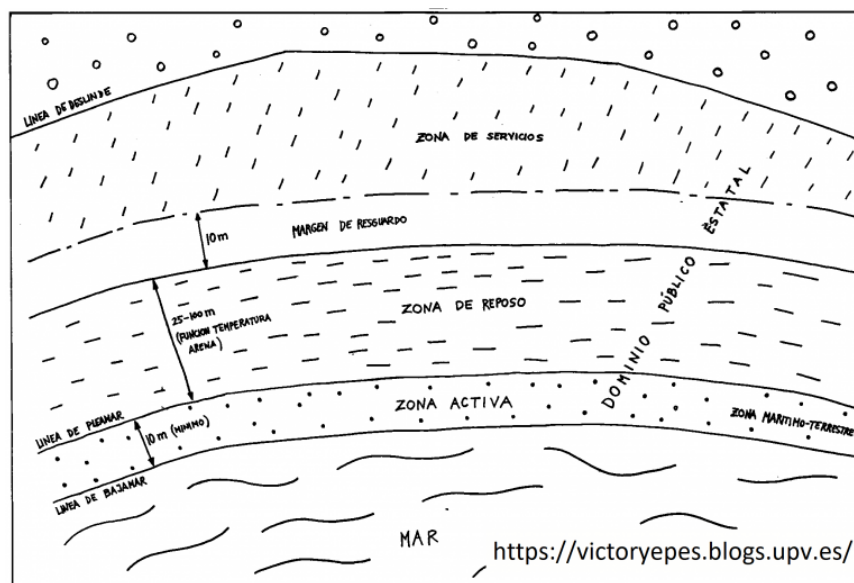 LINEA DE DESLINDE
ZONA DE SERVICIOS
10m
MARGEN DE RESGUARDO
DOMINIO PÚBLICO ESTATAL
25-100m
(FUNCION TEMPERATURA
ARENA)
ZONA DE REPOSO
LINEA DE PLEAMAR
10m (MINIMO)
ZONA ACTIVA
ZONA MARITIMO-TERRESTRE
LINEA DE BAJAMAR
MAR
https://victoryepes.blogs.upv.es/